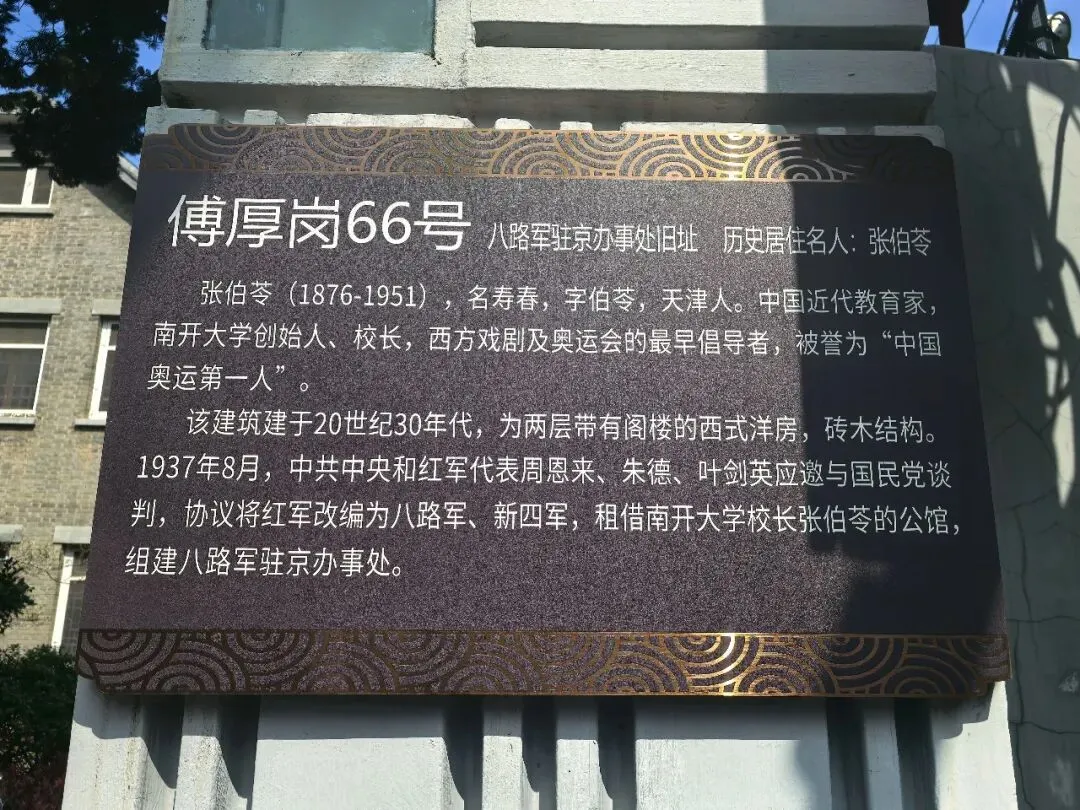 傅厚岗66号 八路军驻京办事处旧址 历史居住名人：张伯苓
张伯苓（1876-1951），名寿春，字伯苓，天津人。中国近代教育家，
南开大学创始人、校长，西方戏剧及奥运会的最早倡导者，被誉为“中国
奥运第一人”。
该建筑建于20世纪30年代，为两层带有阁楼的西式洋房，砖木结构。
1937年8月，中共中央和红军代表周恩来、朱德、叶剑英应邀与国民党谈
判，协议将红军改编为八路军、新四军，租借南开大学校长张伯苓的公馆，
组建八路军驻京办事处。